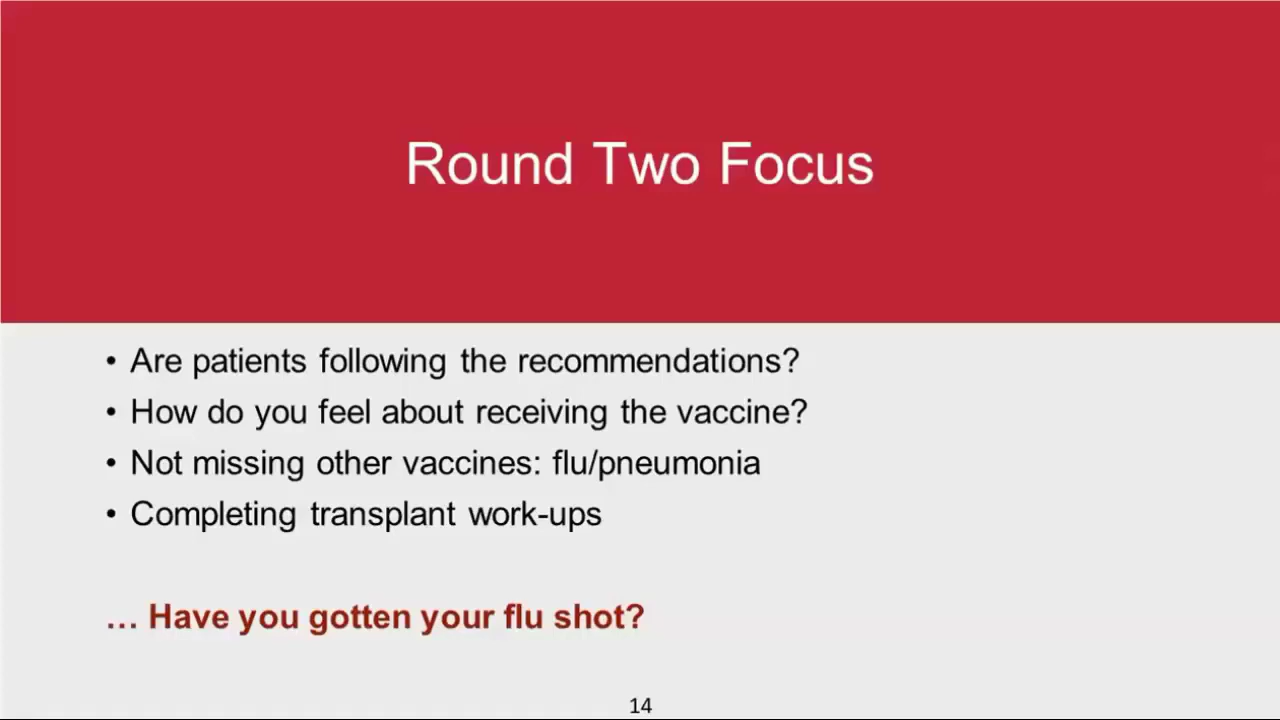 Round Two Focus
• Are patients following the recommendations?
• How do you feel about receiving the vaccine?
• Not missing other vaccines: flu/pneumonia
• Completing transplant work-ups
… Have you gotten your flu shot?
14